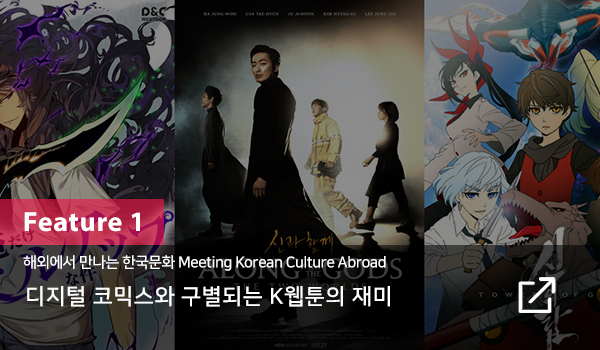 D&C
WEBTOON
HA JUNG-WOO CHA TAE-HYUN JU JI-HOON KIM HYANG-GI LEE JUNG-JAE
신과함께
Feature 1
해외에서 만나는 한국문화 Meeting Korean Culture Abroad
ALONG WITH THE GODS
디지털 코믹스와 구별되는 K웹툰의 재미